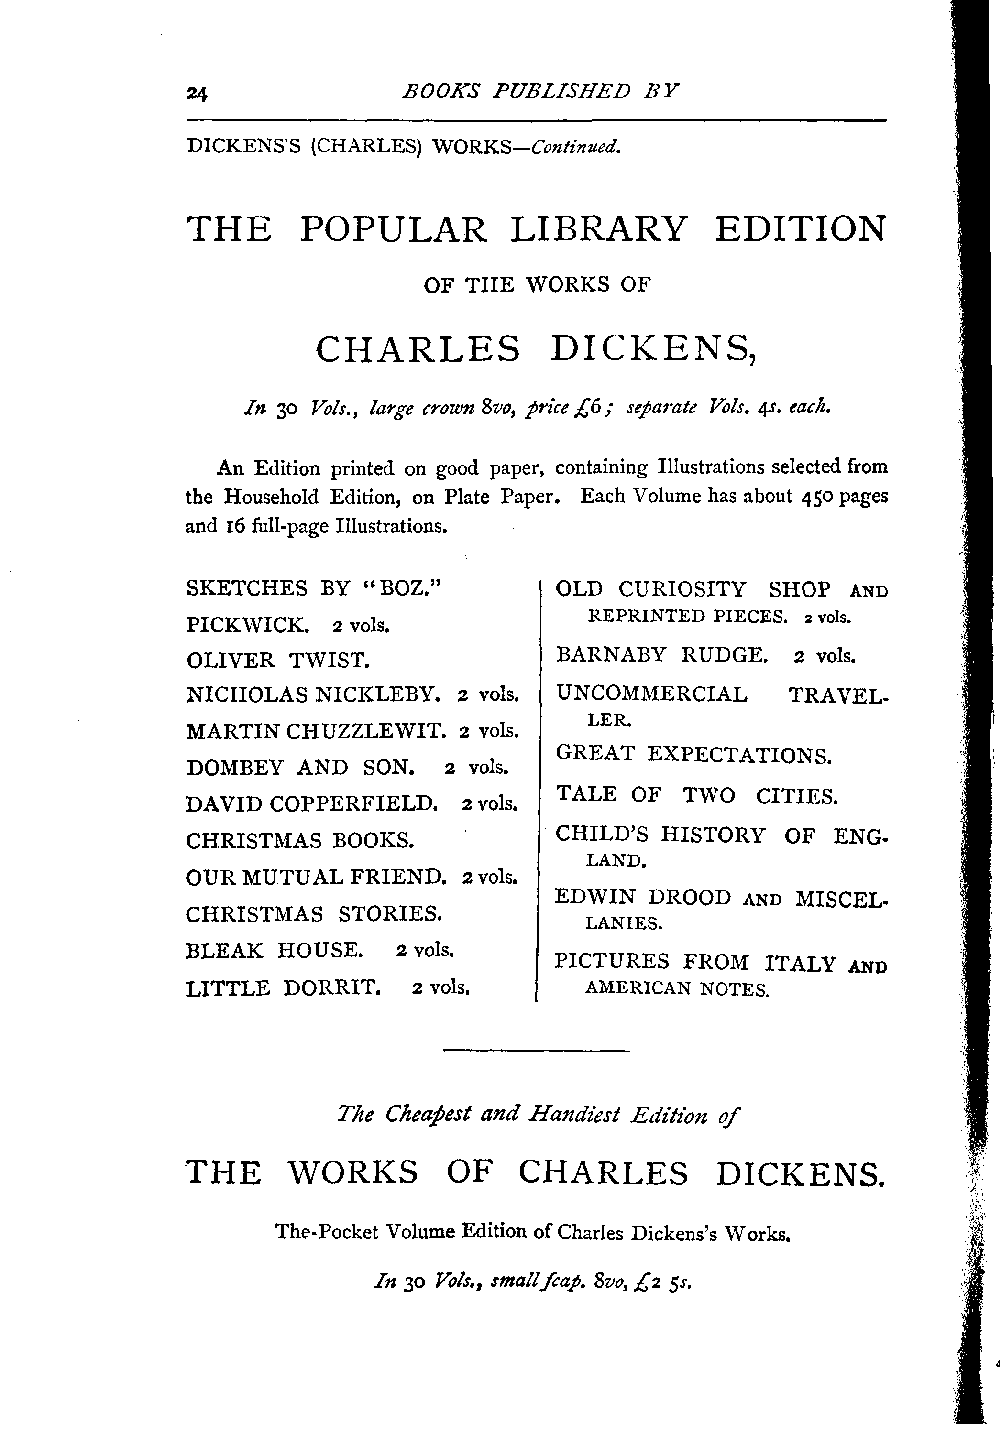 24 BOOKS PUBLISHED BY
DICKENS'S (CHARLES) WORKS—Continued.
THE POPULAR LIBRARY EDITION
OF THE WORKS OF
CHARLES DICKENS,
In 30 Vols., large crown 8vo, price £6; separate Vols. 4s. each.
An Edition printed on good paper, containing Illustrations selected from
the Household Edition, on Plate Paper. Each Volume has about 450 pages
and 16 full-page Illustrations.
SKETCHES BY "BOZ."
PICKWICK. 2 vols.
OLIVER TWIST.
NICHOLAS NICKLEBY. 2 vols.
MARTIN CHUZZLEWIT. 2 vols.
DOMBEY AND SON. 2 vols.
DAVID COPPERFIELD. 2 vols.
CHRISTMAS BOOKS.
OUR MUTUAL FRIEND. 2 vols.
CHRISTMAS STORIES.
BLEAK HOUSE. 2 vols.
LITTLE DORRIT. 2 vols.
OLD CURIOSITY SHOP AND
REPRINTED PIECES. 2 vols.
BARNABY RUDGE. 2 vols.
UNCOMMERCIAL TRAVEL-
LER.
GREAT EXPECTATIONS.
TALE OF TWO CITIES.
CHILD'S HISTORY OF ENG-
LAND.
EDWIN DROOD AND MISCEL-
LANIES.
PICTURES FROM ITALY AND
AMERICAN NOTES.
The Cheapest and Handiest Edition of
THE WORKS OF CHARLES DICKENS.
The-Pocket Volume Edition of Charles Dickens's Works.
In 30 Vols., small fcap. 8vo, £2 5s.